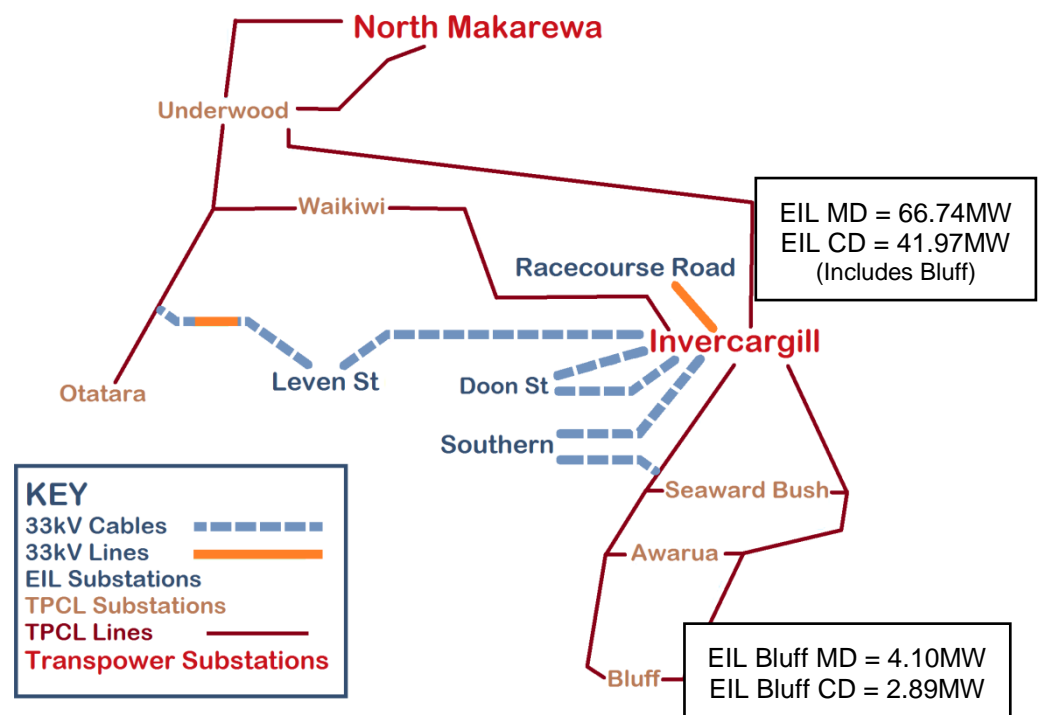 North Makarewa
Underwood
Waikiwi
EIL MD = 66.74MW
EIL CD = 41.97MW
(Includes Bluff)
Racecourse Road
Invercargill
Leven St
Doon St
Otatara
Southern
Seaward Bush
Awarua
Bluff
EIL Bluff MD = 4.10MW
EIL Bluff CD = 2.89MW
KEY
33kV Cables
33kV Lines
EIL Substations
TPCL Substations
TPCL Lines
Transpower Substations